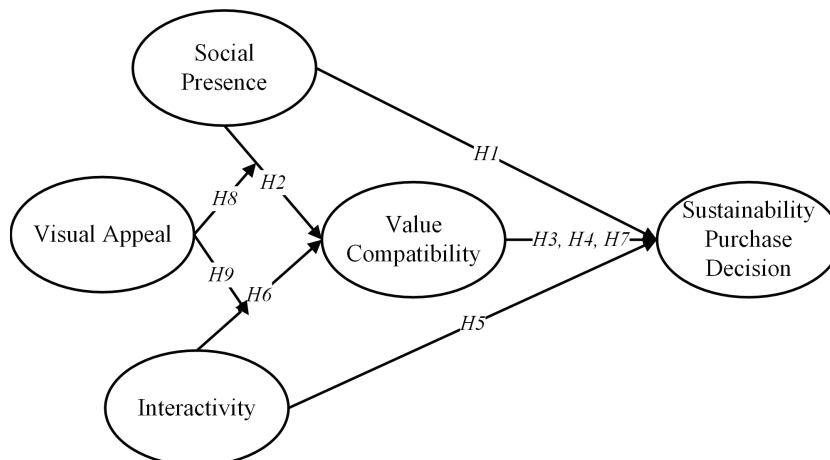 Social
Presence
H1
H2
H8
Visual Appeal
Value
Compatibility
H3, H4, H7
Sustainability
Purchase
Decision
H9
H6
H5
Interactivity